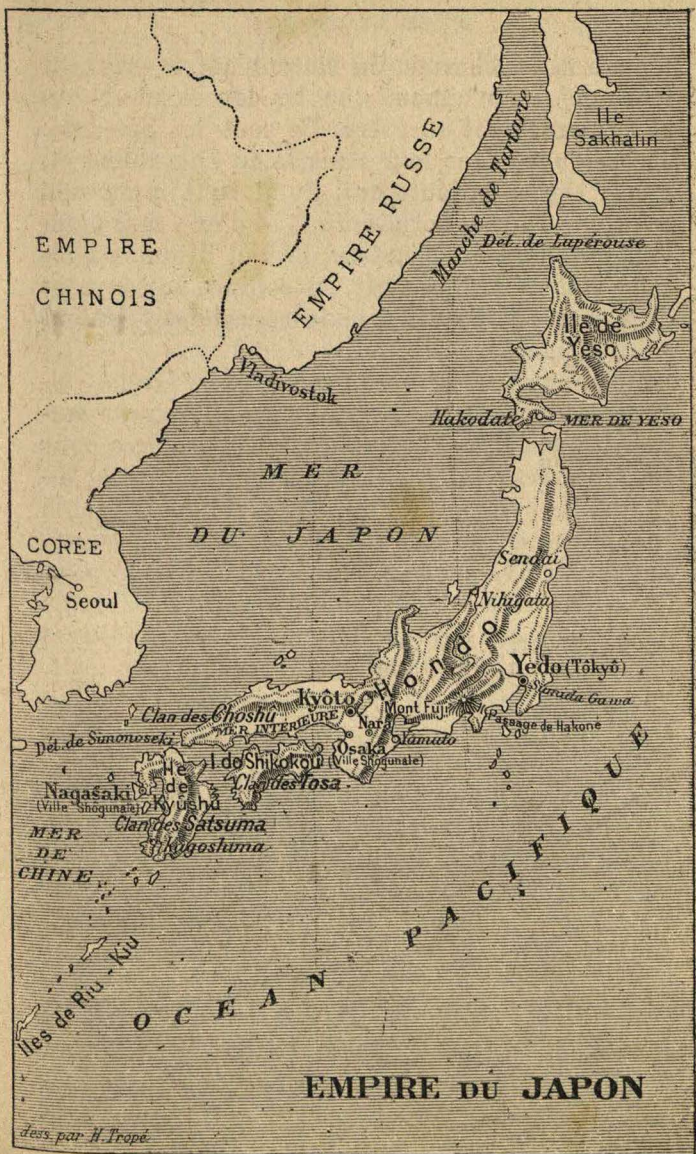 Ile
Sakhalin
Manche de Tartarie
EMPIRE RUSSE
EMPIRE
CHINOIS
Dét. de Lapérouse
Ile de
Yeso
Vladivostok
Hakodate
MER DE YESO
MER
DU JAPON
CORÉE
Seoul
Sendai
Nihigata
Hondo
Yedo (Tôkyô)
Sumida Gawa
Kyôto
Mont Fuji
Passage de Hakone
Clan des Choshu
MER INTÉRIEURE
Nara
Yamato
Dét. de Simonoseki
Osaka
(Ville Shogunale)
I. de Shikokou
Clan des Tosa
Ile
de
Kyushu
Nagasaki
(Ville Shogunale)
Clan des Satsuma
Kagoshima
MER
DE
CHINE
OCÉAN PACIFIQUE
Iles de Riu-Kiu
EMPIRE DU JAPON
dess. par H. Tropé